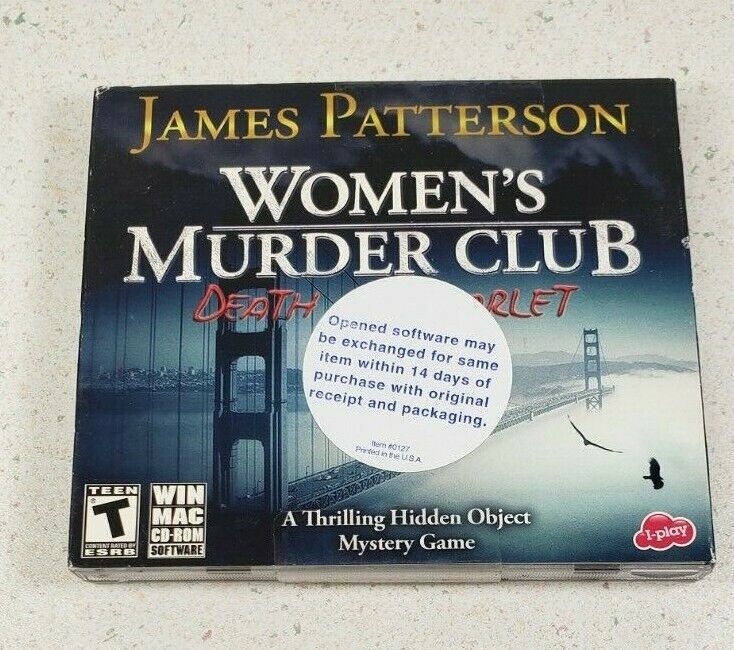 JAMES PATTERSON
WOMEN'S
MURDER CLUB
DEATH
Opened software may
be exchanged for same
item within 14 days of
purchase with original
receipt and packaging.
Item #0127
Printed in the U.S.A
TEEN
T
CONTENT RATED BY
ESRB
WIN
MAC
CD-ROM
SOFTWARE
A Thrilling Hidden Object
Mystery Game
I-play